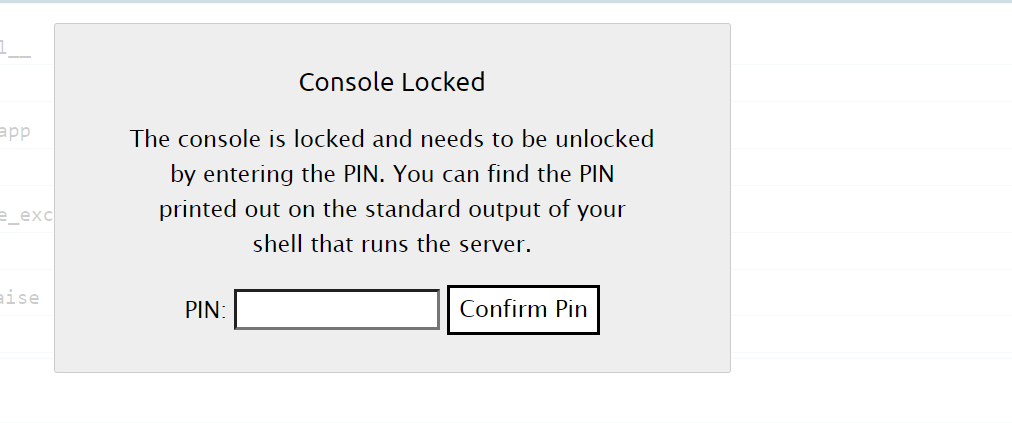 l__
Console Locked
The console is locked and needs to be unlocked
by entering the PIN. You can find the PIN
app
e_exc
printed out on the standard output of your
shell that runs the server.
aise
PIN:
Confirm Pin